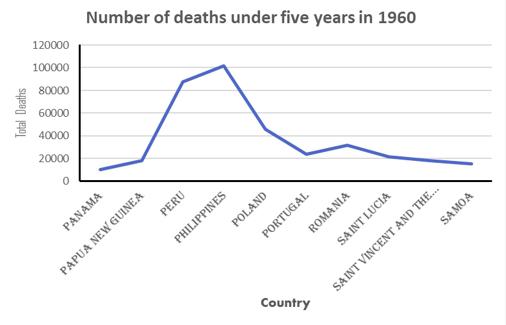 Number of deaths under five years in 1960
Total Deaths
120000
100000
80000
60000
40000
20000
0
PANAMA
PAPUA NEW GUINEA
PERU
PHILIPPINES
POLAND
PORTUGAL
ROMANIA
SAINT LUCIA
SAINT VINCENT AND THE...
SAMOA
Country